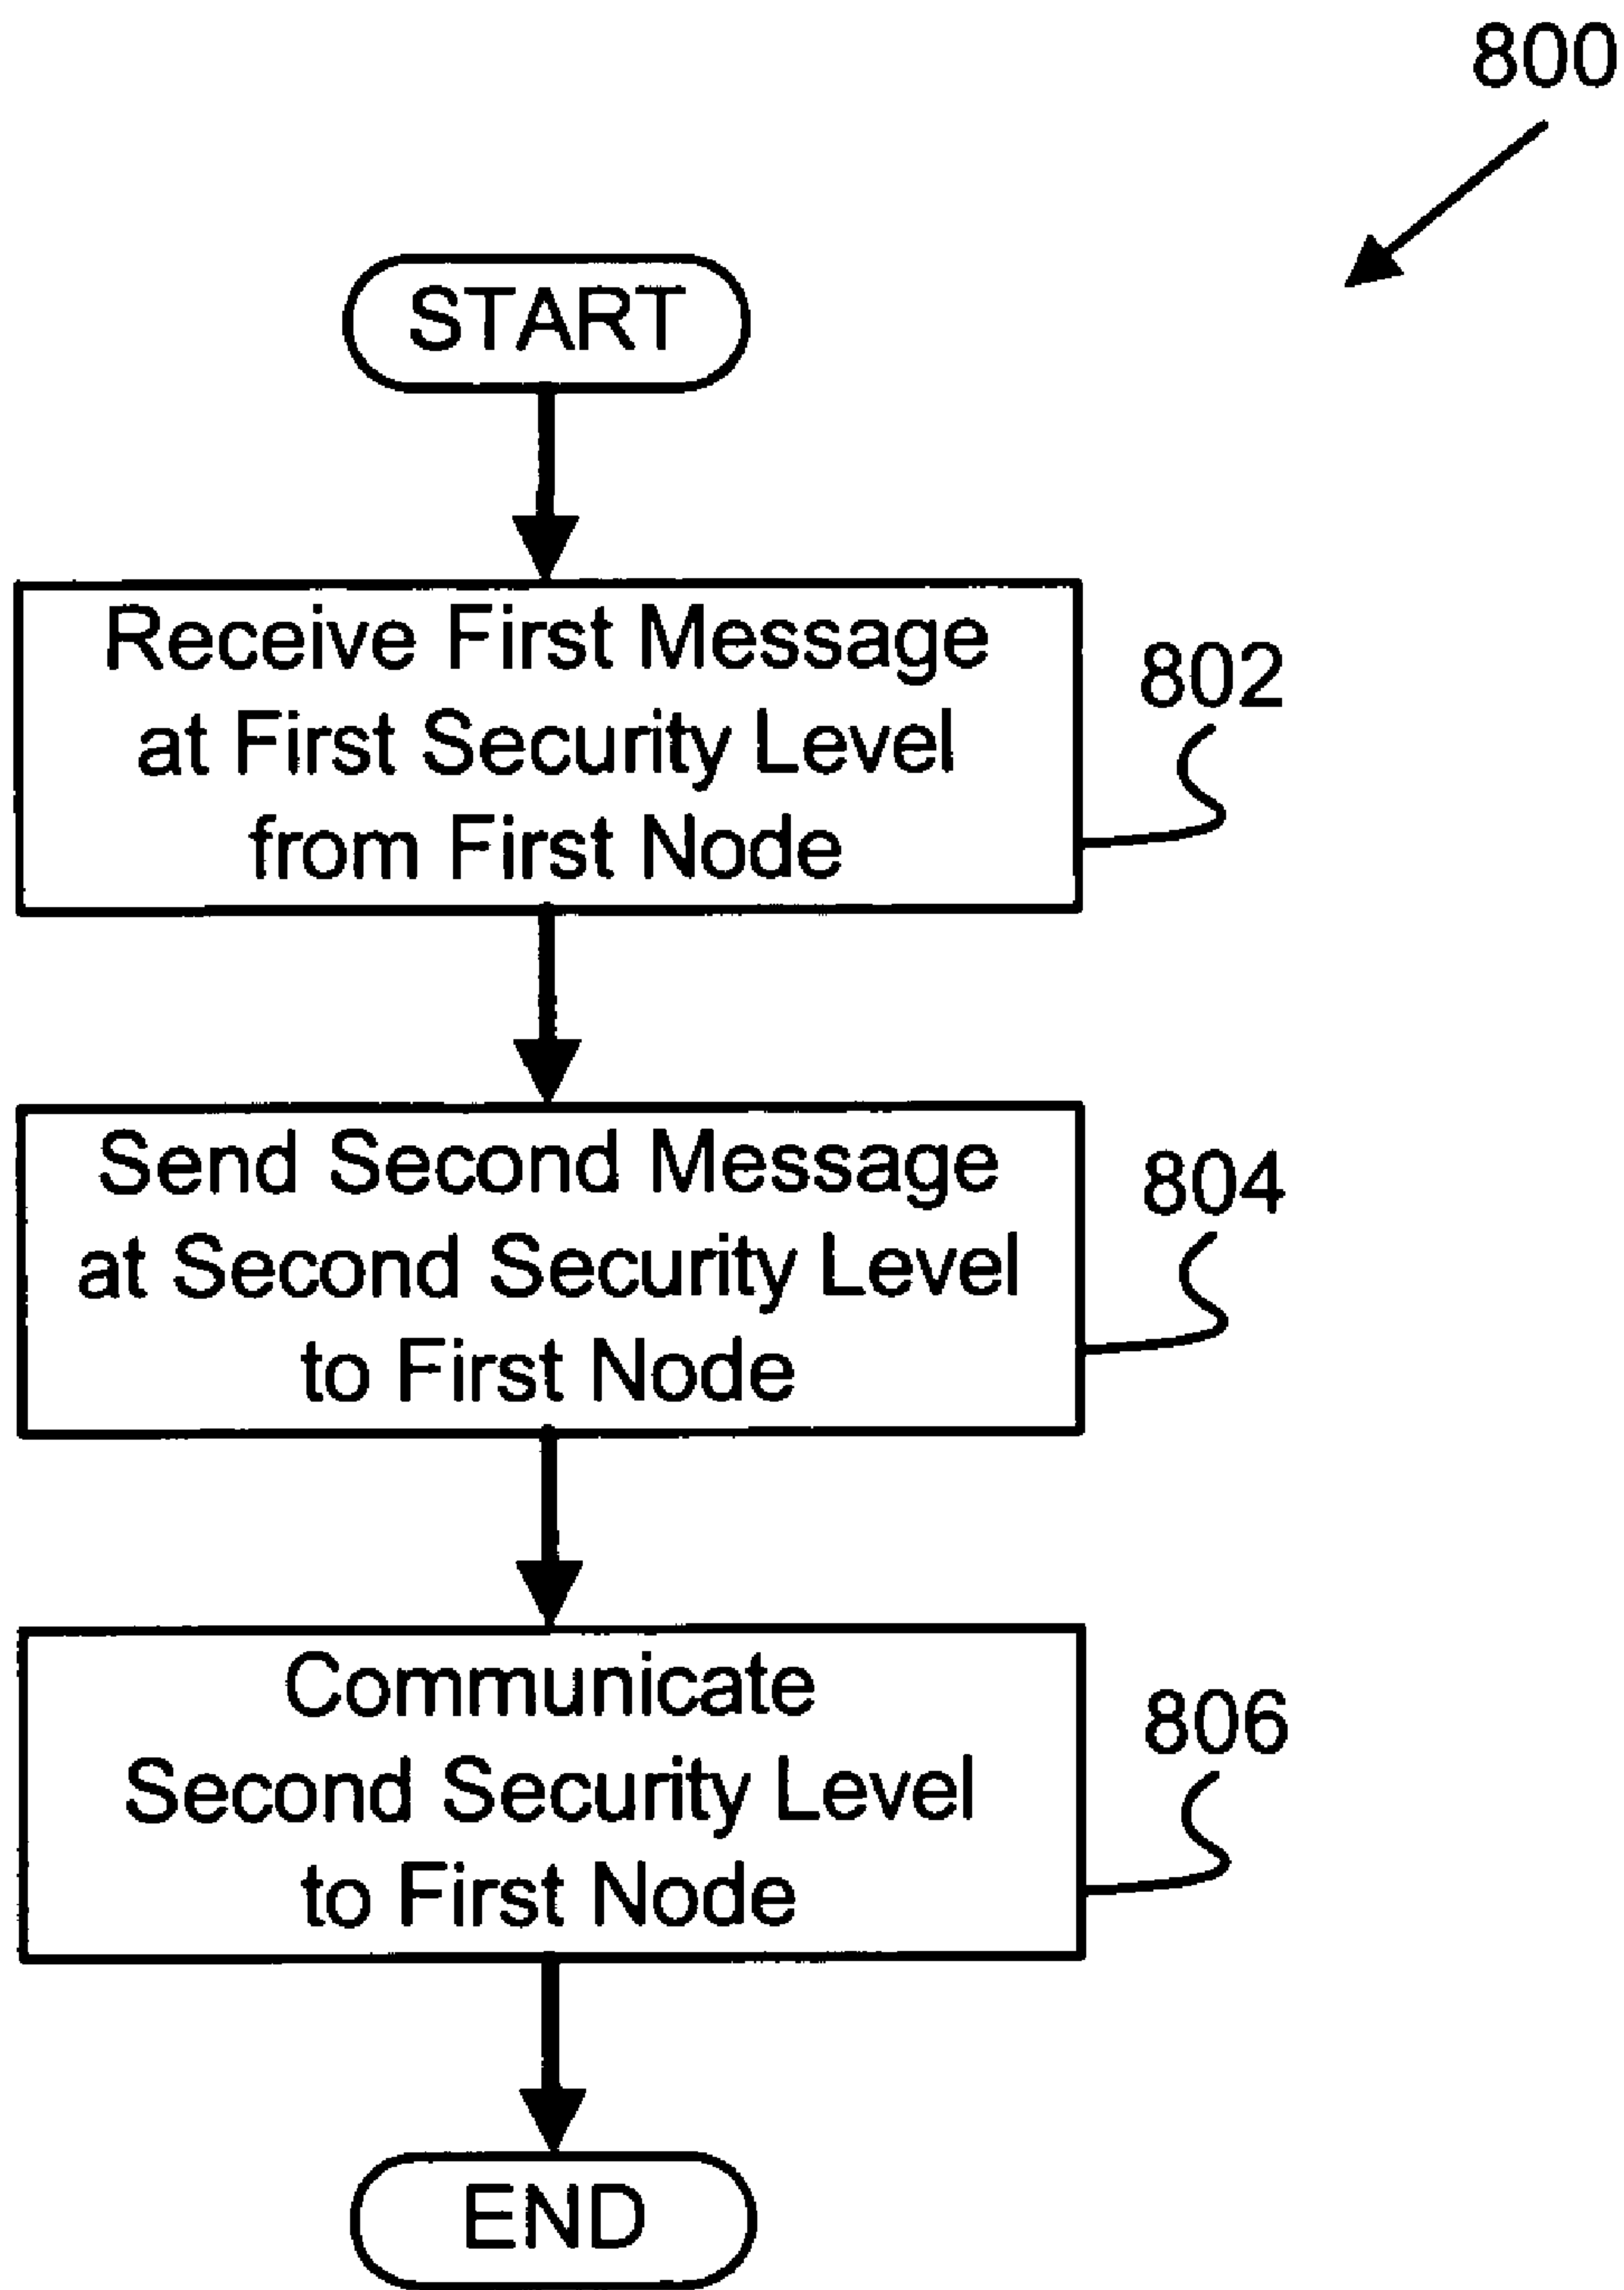 800
START
Receive First Message
at First Security Level
from First Node
802
Send Second Message
at Second Security Level
to First Node
804
Communicate
Second Security Level
to First Node
806
END